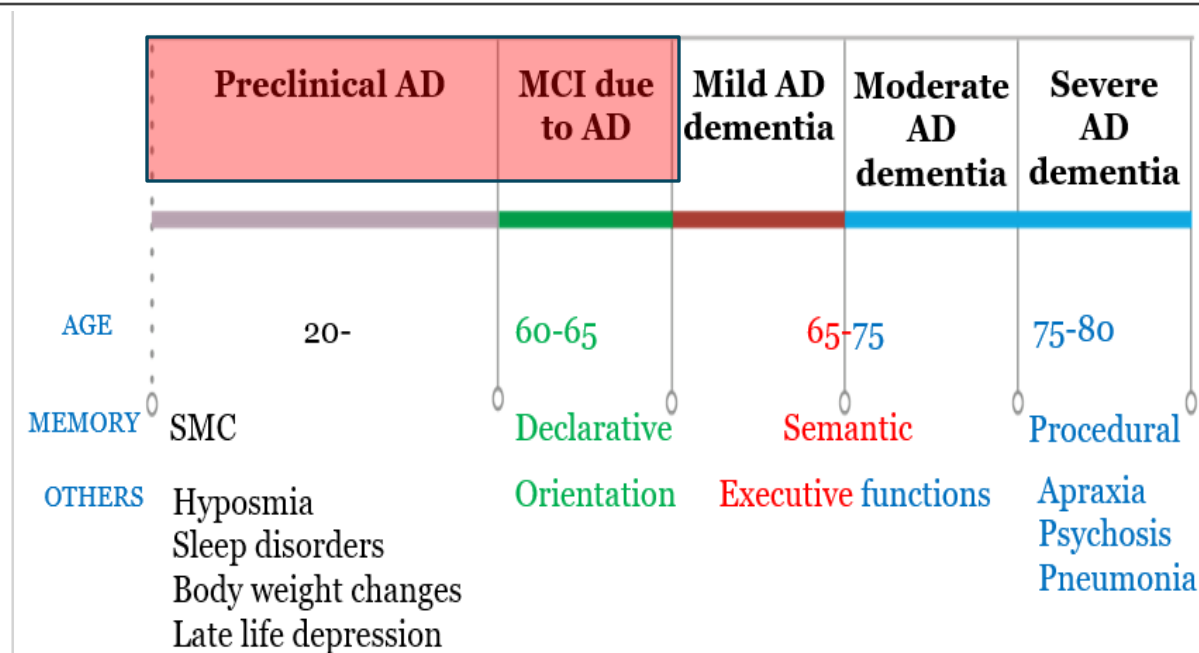 Preclinical AD
MCI due
to AD
Mild AD
dementia
Moderate
AD
dementia
Severe
AD
dementia
AGE 20- 60-65 65-75 75-80
MEMORY SMC Declarative Semantic Procedural
OTHERS Hyposmia Orientation Executive functions Apraxia
Sleep disorders Psychosis
Body weight changes Pneumonia
Late life depression